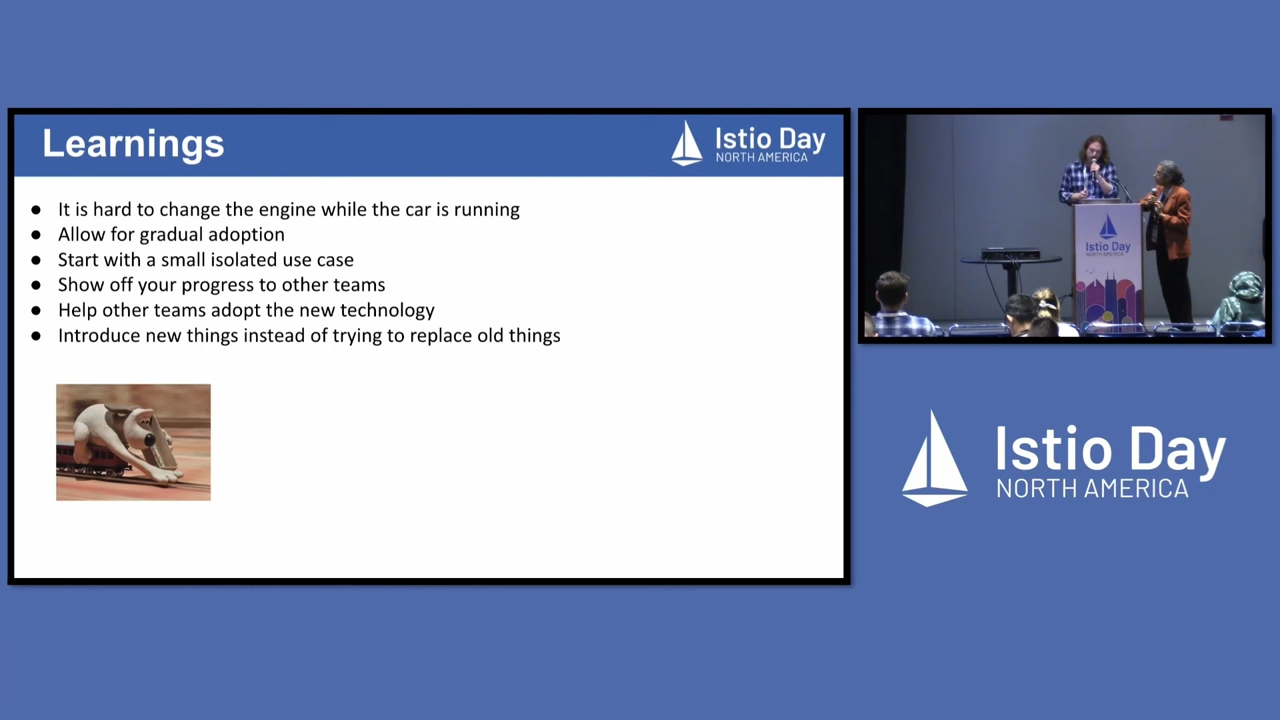 Learnings
Istio Day
NORTH AMERICA
● It is hard to change the engine while the car is running
● Allow for gradual adoption
● Start with a small isolated use case
● Show off your progress to other teams
● Help other teams adopt the new technology
● Introduce new things instead of trying to replace old things
Istio Day
NORTH AMERICA
Istio Day
NORTH AMERICA